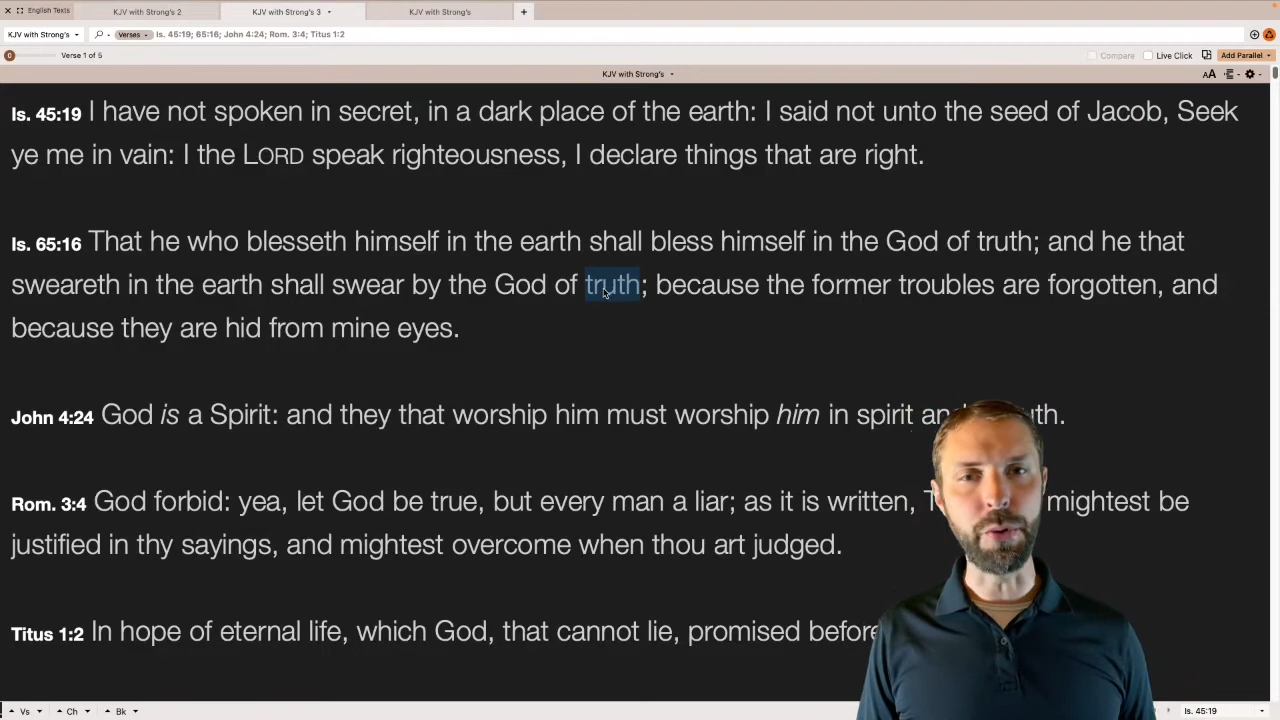 English Texts
KJV with Strong's 2
KJV with Strong's 3
KJV with Strong's
+
KJV with Strong's
Verses
Is. 45:19; 65:16; John 4:24; Rom. 3:4; Titus 1:2
0
Verse 1 of 5
Compare
Live Click
Add Parallel
KJV with Strong's
AA
Is. 45:19 I have not spoken in secret, in a dark place of the earth: I said not unto the seed of Jacob, Seek
ye me in vain: I the LORD speak righteousness, I declare things that are right.
Is. 65:16 That he who blesseth himself in the earth shall bless himself in the God of truth; and he that
sweareth in the earth shall swear by the God of truth; because the former troubles are forgotten, and
because they are hid from mine eyes.
John 4:24 God is a Spirit: and they that worship him must worship him in spirit
Rom. 3:4 God forbid: yea, let God be true, but every man a liar; as it is written, mightest be
justified in thy sayings, and mightest overcome when thou art judged.
Titus 1:2 In hope of eternal life, which God, that cannot lie, promised before
Vs
Ch
Bk
Is. 45:19